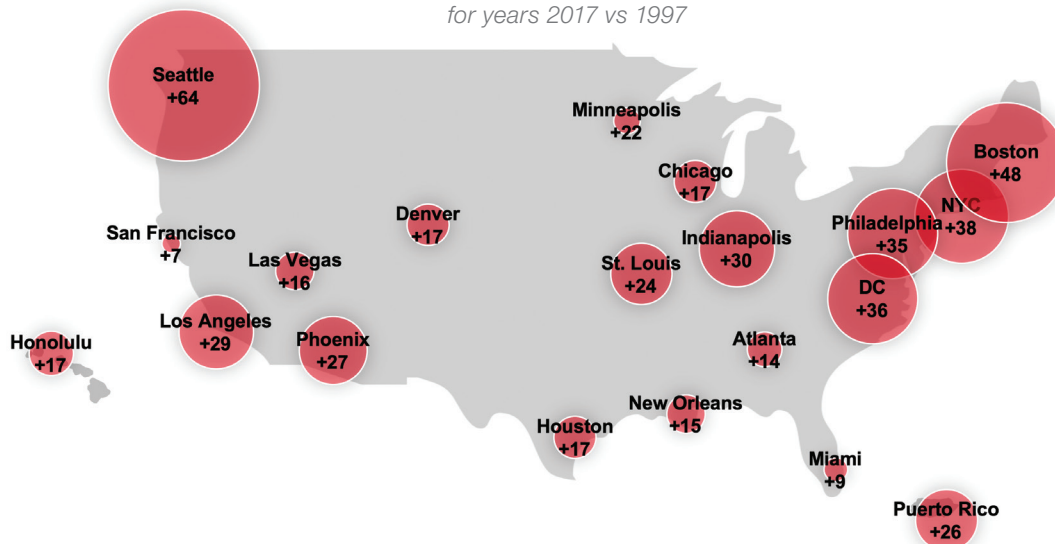 for years 2017 vs 1997
Seattle
+64
Minneapolis
+22
Boston
+48
Chicago
+17
NYC
+38
Denver
+17
Philadelphia
+35
San Francisco
+7
Indianapolis
+30
Las Vegas
+16
St. Louis
+24
DC
+36
Los Angeles
+29
Honolulu
+17
Phoenix
+27
Atlanta
+14
New Orleans
+15
Houston
+17
Miami
+9
Puerto Rico
+26